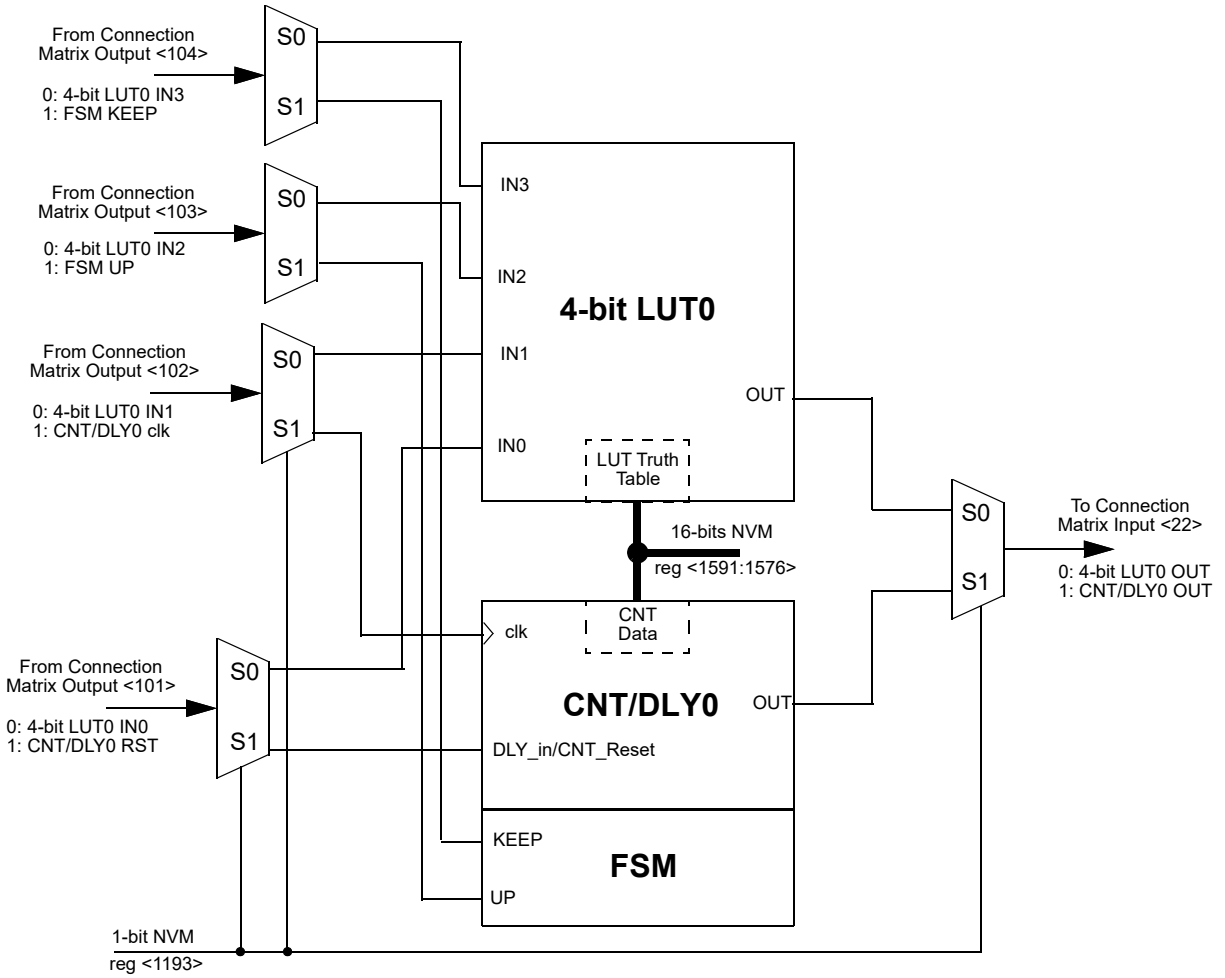 From Connection
Matrix Output <104>
0: 4-bit LUT0 IN3
1: FSM KEEP
S0
S1
From Connection
Matrix Output <103>
0: 4-bit LUT0 IN2
1: FSM UP
S0
S1
From Connection
Matrix Output <102>
0: 4-bit LUT0 IN1
1: CNT/DLY0 clk
S0
S1
From Connection
Matrix Output <101>
0: 4-bit LUT0 IN0
1: CNT/DLY0 RST
S0
S1
IN3
IN2
IN1
IN0
4-bit LUT0
OUT
LUT Truth
Table
16-bits NVM
reg <1591:1576>
clk
CNT
Data
CNT/DLY0
OUT
DLY_in/CNT_Reset
KEEP
FSM
UP
S0
S1
To Connection
Matrix Input <22>
0: 4-bit LUT0 OUT
1: CNT/DLY0 OUT
1-bit NVM
reg <1193>